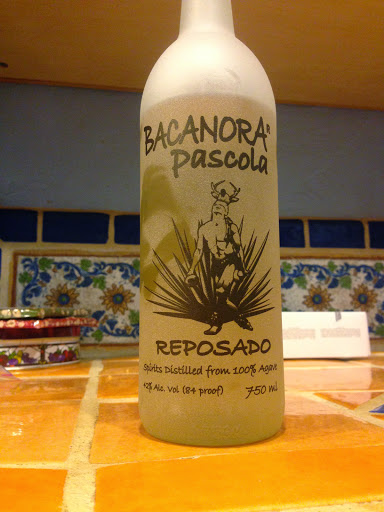 BACANORA®
Pascola
REPOSADO
Spirits Distilled from 100% Agave
42% Alc. Vol (84 proof) 750 ml